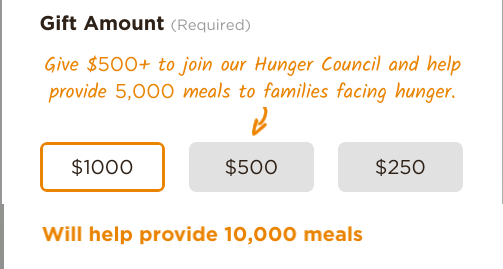 Gift Amount (Required)
Give $500+ to join our Hunger Council and help
provide 5,000 meals to families facing hunger.
$1000 $500 $250
Will help provide 10,000 meals